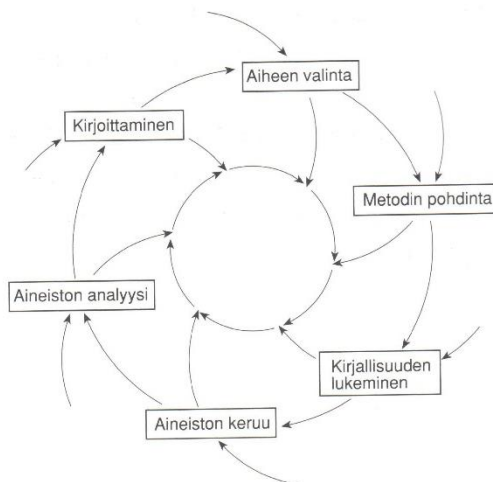 Aiheen valinta
Kirjoittaminen
Metodin pohdinta
Aineiston analyysi
Kirjallisuuden
lukeminen
Aineiston keruu